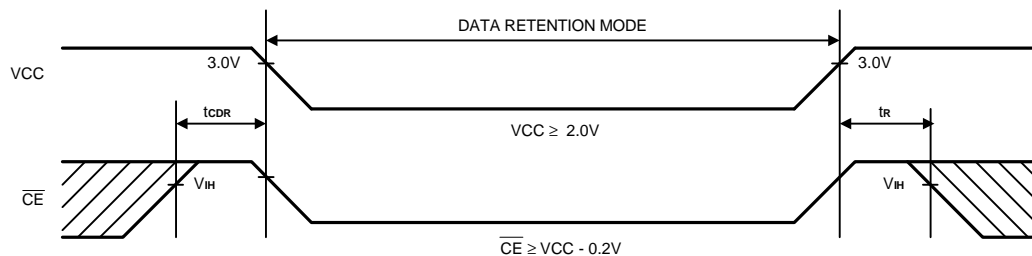 DATA RETENTION MODE
VCC
3.0V
3.0V
tCDR
tR
VCC ≥ 2.0V
CE
VIH
VIH
CE ≥ VCC - 0.2V